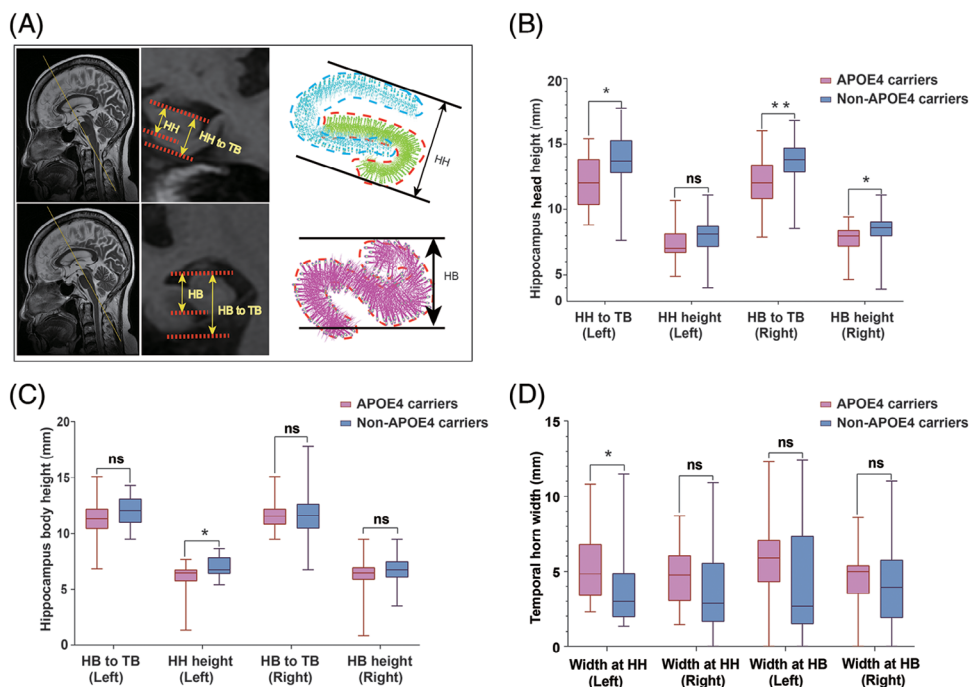 (A)
HH
HH to TB
HH
HB
HB to TB
HB
(B)
APOE4 carriers
Non-APOE4 carriers
Hippocampus head height (mm)
20
15
10
5
0
*
ns
**
*
HH to TB
(Left)
HH height
(Left)
HB to TB
(Right)
HB height
(Right)
(C)
APOE4 carriers
Non-APOE4 carriers
Hippocampus body height (mm)
20
15
10
5
0
ns
*
ns
ns
HB to TB
(Left)
HH height
(Left)
HB to TB
(Right)
HB height
(Right)
(D)
APOE4 carriers
Non-APOE4 carriers
Temporal horn width (mm)
15
10
5
0
*
ns
ns
ns
Width at HH
(Left)
Width at HH
(Right)
Width at HB
(Left)
Width at HB
(Right)